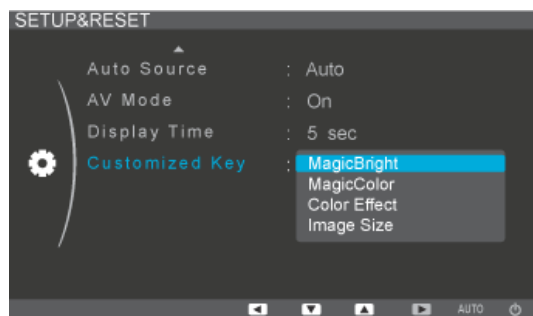 SETUP&RESET
Auto Source : Auto
AV Mode : On
Display Time : 5 sec
Customized Key : MagicBright
MagicColor
Color Effect
Image Size
AUTO